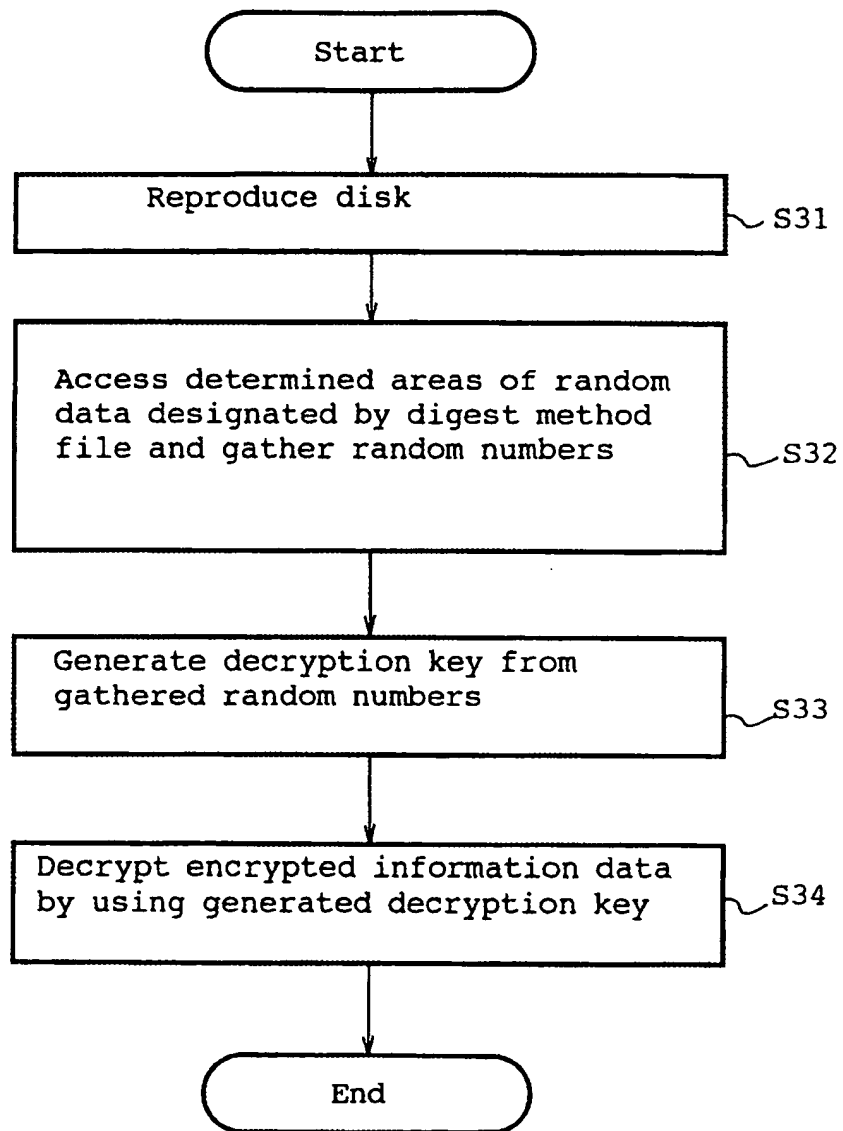 Start
Reproduce disk
S31
Access determined areas of random
data designated by digest method
file and gather random numbers
S32
Generate decryption key from
gathered random numbers
S33
Decrypt encrypted information data
by using generated decryption key
S34
End